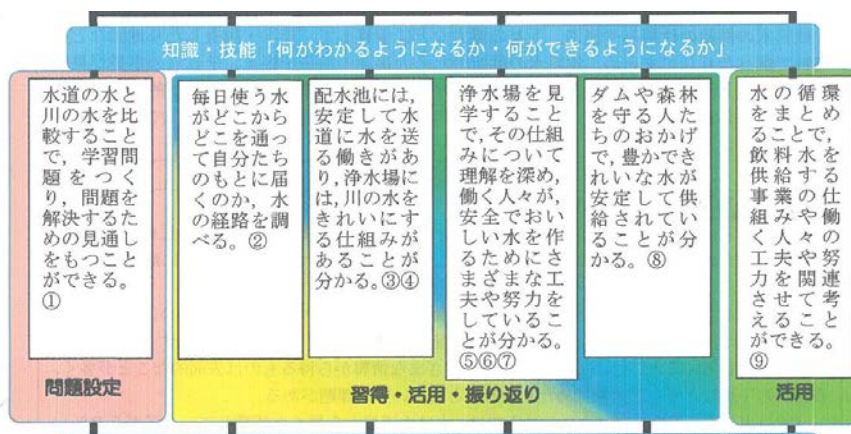 知識・技能「何がわかるようになるか・何ができるようになるか」
水道の水と
川の水を比
較すること
で,学習問
題をつく
り,問題を
解決するた
めの見通し
をもつこと
ができる。
①
毎日使う水
がどこから
どこを通っ
て自分たち
のもとに届
くのか,水
の経路を調
べる。②
配水池には,
安定して水
道に水を送
る働きがあ
り,浄水場に
は,川の水を
きれいにす
る仕組みが
あることが
分かる。③④
浄水場を見
学すること
で,その仕組
みについて
理解を深め,
働く人々が,
安全でおい
しい水を作
るためにさ
まざまな工
夫や努力を
しているこ
とが分かる。
⑤⑥⑦
ダムや森林
を守る人た
ちのおかげ
で,豊かでき
れいな水が
安定して供
給されてい
ることが分
かる。⑧
水の循環
をまとめ
ることで,
飲料水を
供給する
事業の仕
組みや働
く人々の
工夫や努
力を関連
させて考
えること
ができる。
⑨
問題設定
習得・活用・振り返り
活用